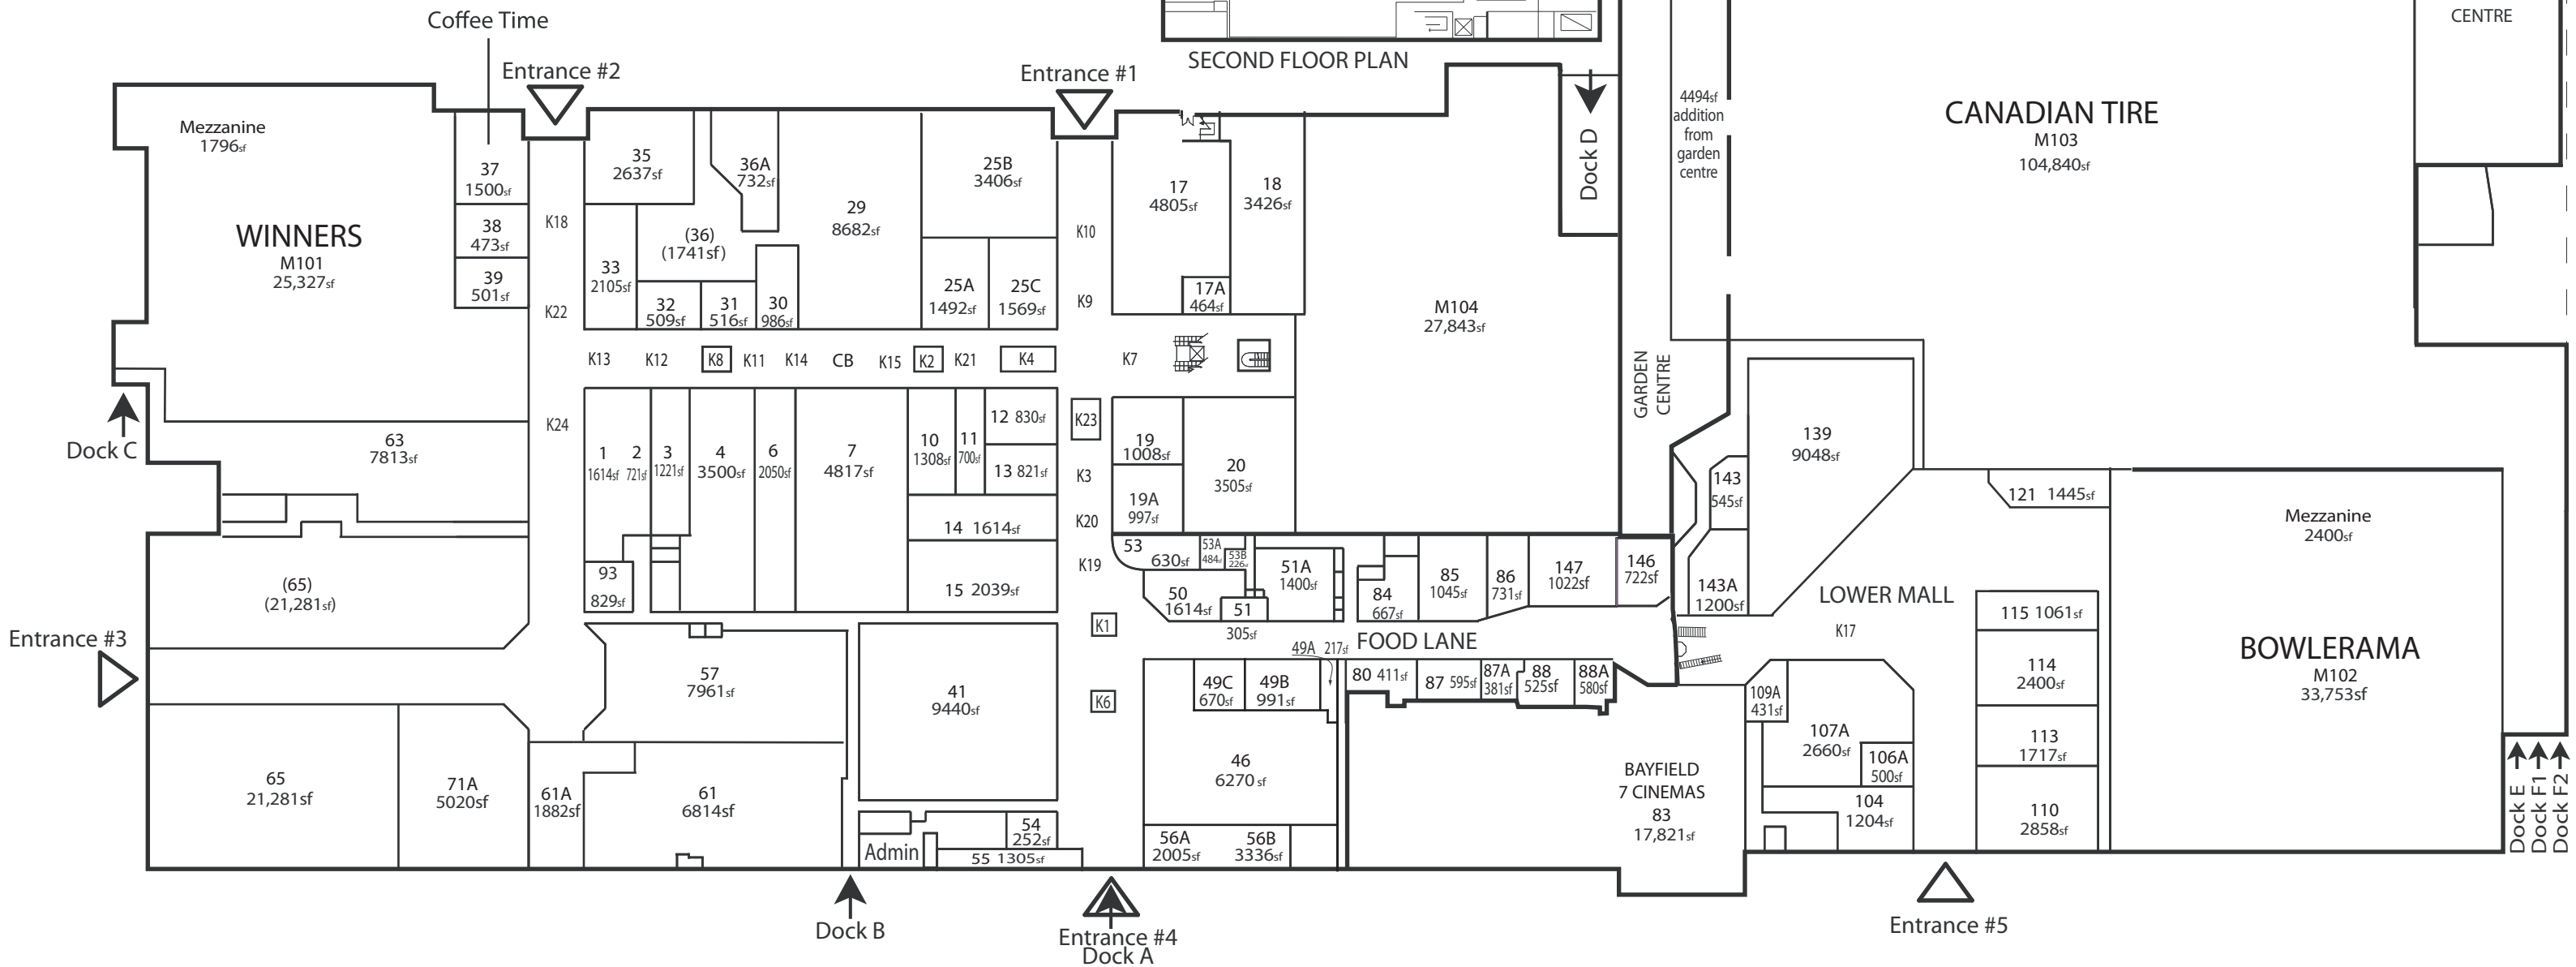 Coffee Time
Entrance #2
Entrance #1
SECOND FLOOR PLAN
CENTRE
Mezzanine
1796sf
WINNERS
M101
25,327sf
37
1500sf
38
473sf
39
501sf
K18
K22
K24
35
2637sf
36A
732sf
(36)
(1741sf)
33
2105sf
32
509sf
31
516sf
30
986sf
29
8682sf
25B
3406sf
25A
1492sf
25C
1569sf
K10
K9
17
4805sf
17A
464sf
18
3426sf
M104
27,843sf
Dock D
4494sf
addition
from
garden
centre
CANADIAN TIRE
M103
104,840sf
K13
K12
K8
K11
K14
CB
K15
K2
K21
K4
K7
GARDEN
CENTRE
Dock C
63
7813sf
1
1614sf
2
721sf
3
1221sf
4
3500sf
6
2050sf
7
4817sf
10
1308sf
11
700sf
12 830sf
13 821sf
14 1614sf
15 2039sf
K23
K3
K20
K19
19
1008sf
19A
997sf
20
3505sf
139
9048sf
143
545sf
143A
1200sf
121 1445sf
Mezzanine
2400sf
(65)
(21,281sf)
93
829sf
53
630sf
53A
484sf
53B
226sf
51A
1400sf
50
1614sf
51
305sf
84
667sf
85
1045sf
86
731sf
147
1022sf
146
722sf
LOWER MALL
K17
115 1061sf
114
2400sf
113
1717sf
110
2858sf
BOWLERAMA
M102
33,753sf
Entrance #3
K1
K6
FOOD LANE
49A 217sf
57
7961sf
41
9440sf
49C
670sf
49B
991sf
80 411sf
87 595sf
87A
381sf
88
525sf
88A
580sf
109A
431sf
107A
2660sf
106A
500sf
104
1204sf
65
21,281sf
71A
5020sf
61A
1882sf
61
6814sf
46
6270 sf
BAYFIELD
7 CINEMAS
83
17,821sf
Admin
54
252sf
55 1305sf
56A
2005sf
56B
3336sf
Dock E
Dock F1
Dock F2
Dock B
Entrance #4
Dock A
Entrance #5